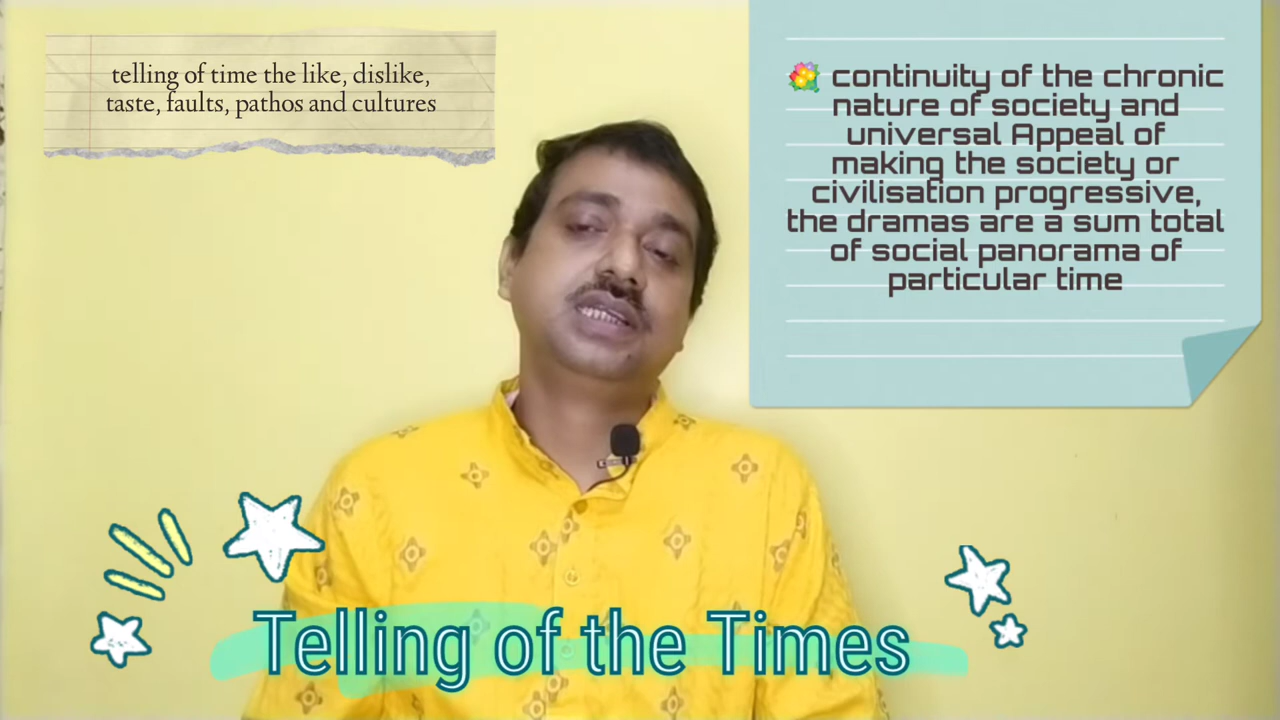 telling of time the like, dislike,
taste, faults, pathos and cultures
continuity of the chronic
nature of society and
universal Appeal of
making the society or
civilisation progressive,
the dramas are a sum total
of social panorama of
particular time
Telling of the Times